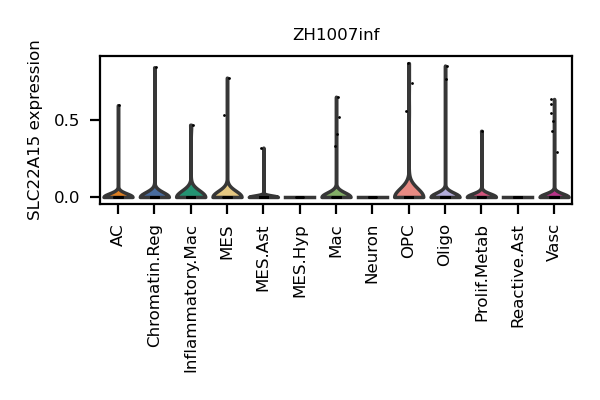 ZH1007inf
SLC22A15 expression
0.5
0.0
AC
Chromatin.Reg
Inflammatory.Mac
MES
MES.Ast
MES.Hyp
Mac
Neuron
OPC
Oligo
Prolif.Metab
Reactive.Ast
Vasc